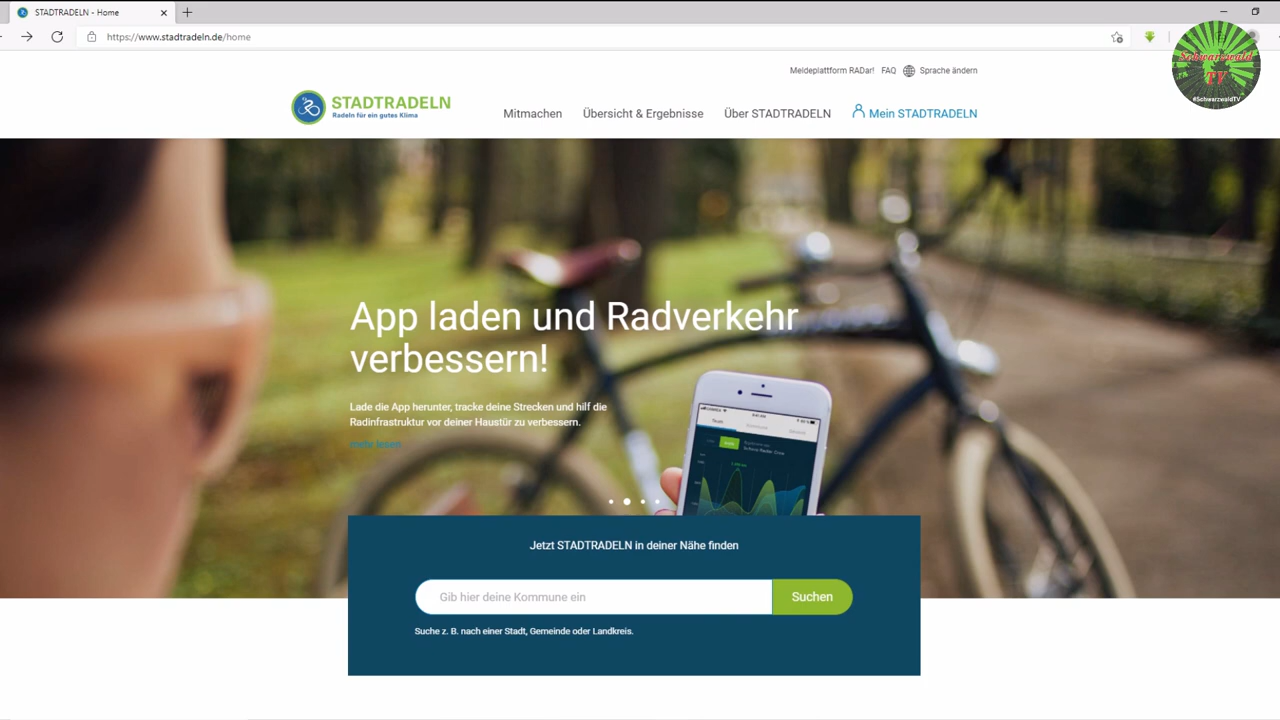 STADTRADELN - Home
https://www.stadtradeln.de/home
Schwarzwald
TV
#SchwarzwaldTV
Meldeplattform RADar! FAQ Sprache ändern
STADTRADELN
Radeln für ein gutes Klima
Mitmachen Übersicht & Ergebnisse Über STADTRADELN Mein STADTRADELN
App laden und Radverkehr
verbessern!
Lade die App herunter, tracke deine Strecken und hilf die
Radinfrastruktur vor deiner Haustür zu verbessern.
mehr lesen
Jetzt STADTRADELN in deiner Nähe finden
Gib hier deine Kommune ein
Suchen
Suche z. B. nach einer Stadt, Gemeinde oder Landkreis.